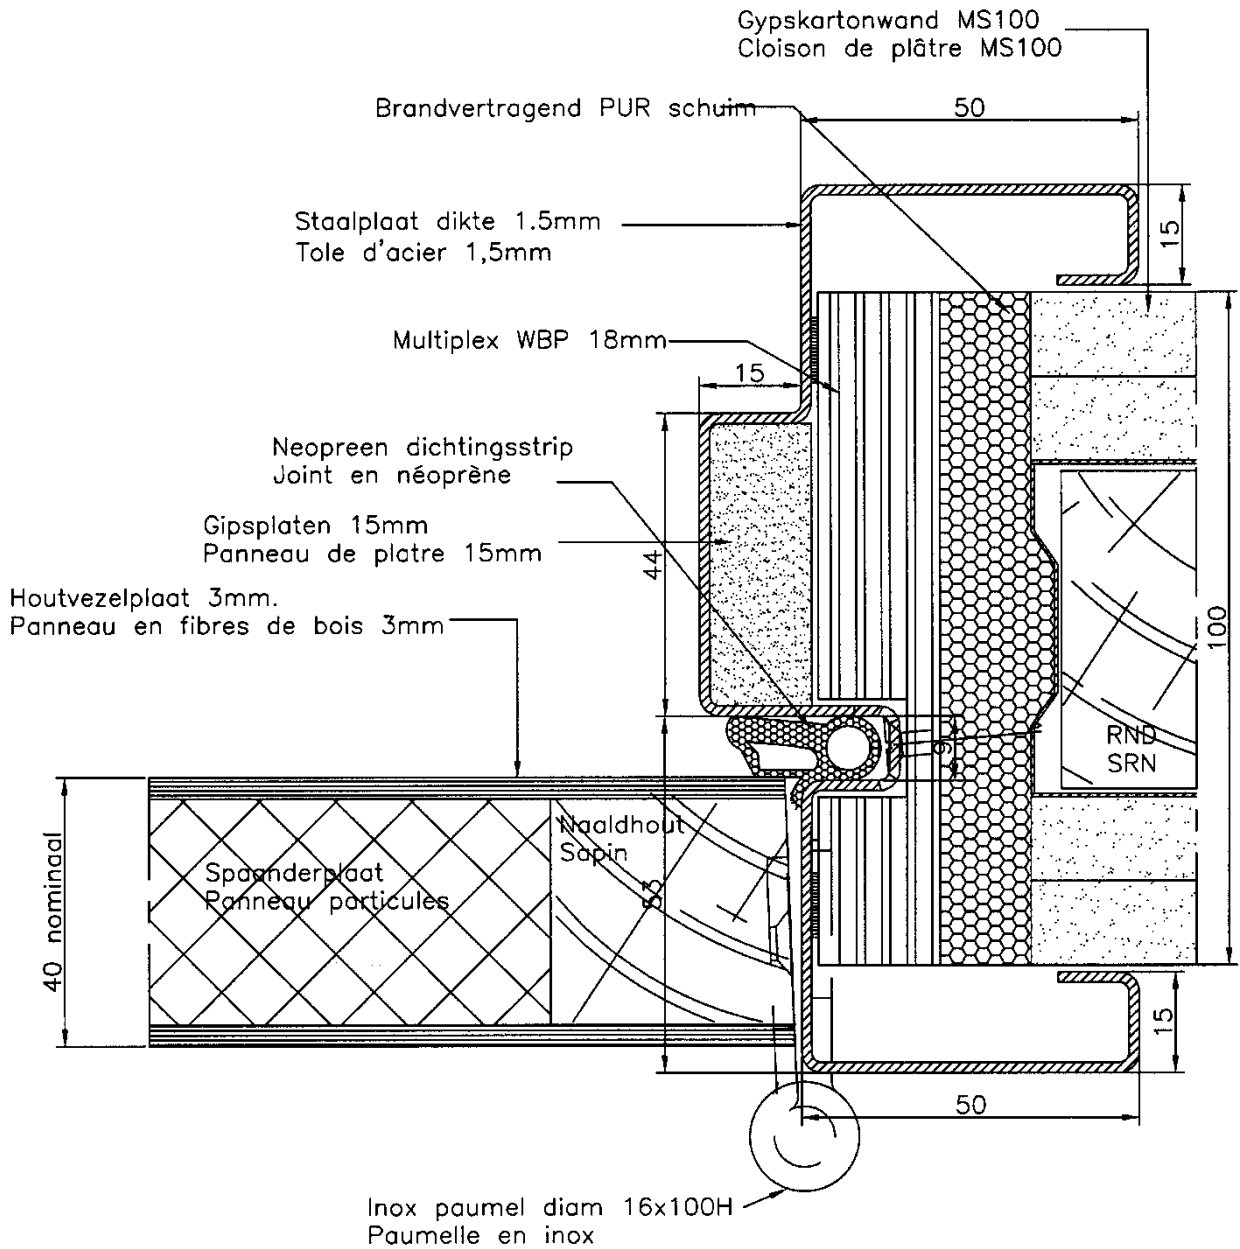 Gypskartonwand MS100
Cloison de plâtre MS100
Brandvertragend PUR schuim
50
Staalplaat dikte 1.5mm
Tole d'acier 1,5mm
15
Multiplex WBP 18mm
15
Neopreen dichtingsstrip
Joint en néoprène
Gipsplaten 15mm
Panneau de platre 15mm
44
Houtvezelplaat 3mm.
Panneau en fibres de bois 3mm
100
RND
SRN
Naaldhout
Sapin
Spaanderplaat
Panneau particules
53
40 nominaal
15
50
Inox paumel diam 16x100H
Paumelle en inox